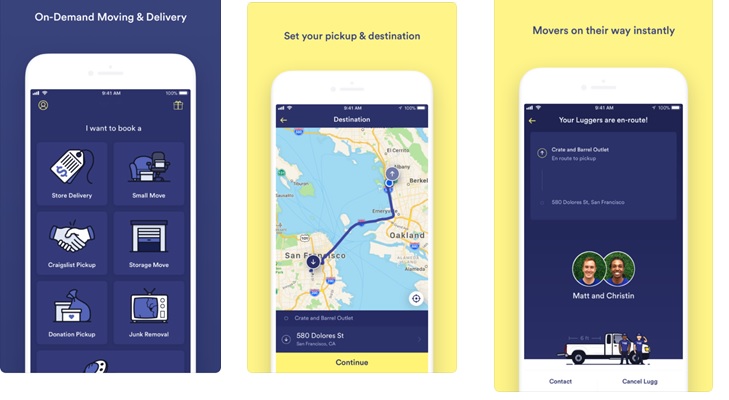 On-Demand Moving & Delivery
9:41 AM
100%
I want to book a
Store Delivery
Small Move
Craigslist Pickup
Storage Move
Donation Pickup
Junk Removal
Set your pickup & destination
9:41 AM
100%
Destination
El Cerrito
Albany
Berkel
Tiburon
Emeryville
Oakland
San Francisco
Alameda
Crate and Barrel Outlet
580 Dolores St
San Francisco, CA
Continue
Movers on their way instantly
9:41 AM
100%
Your Luggers are en-route!
Crate and Barrel Outlet
En route to pickup
580 Dolores St, San Francisco
Matt and Christin
Contact
Cancel Lugg